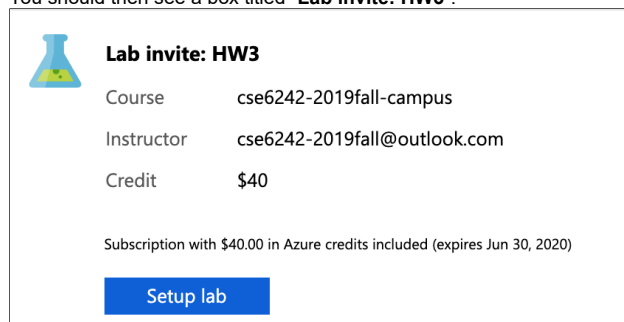 You should then see a box titled "Lab invite: HW3".
Lab invite: HW3
Course cse6242-2019fall-campus
Instructor cse6242-2019fall@outlook.com
Credit $40
Subscription with $40.00 in Azure credits included (expires Jun 30, 2020)
Setup lab